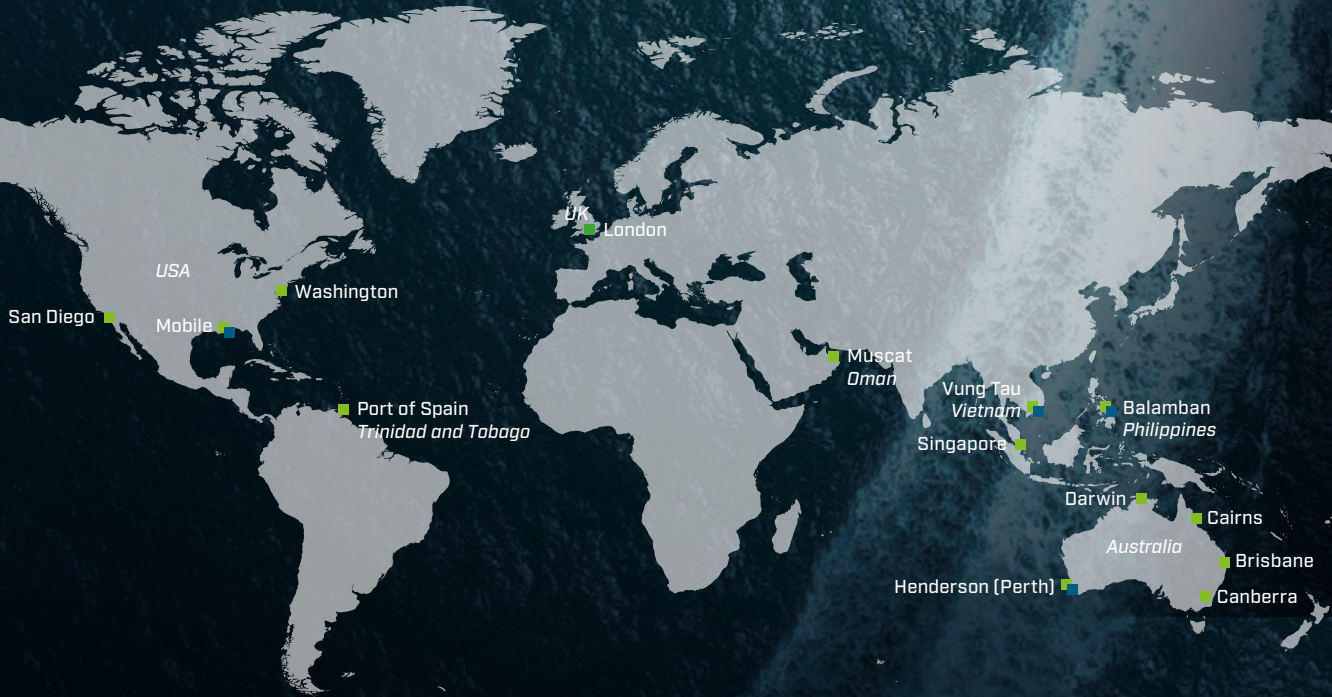 UK
London
USA
Washington
San Diego
Mobile
Muscat
Oman
Vung Tau
Vietnam
Port of Spain
Trinidad and Tobago
Balamban
Philippines
Singapore
Darwin
Cairns
Australia
Brisbane
Henderson (Perth)
Canberra